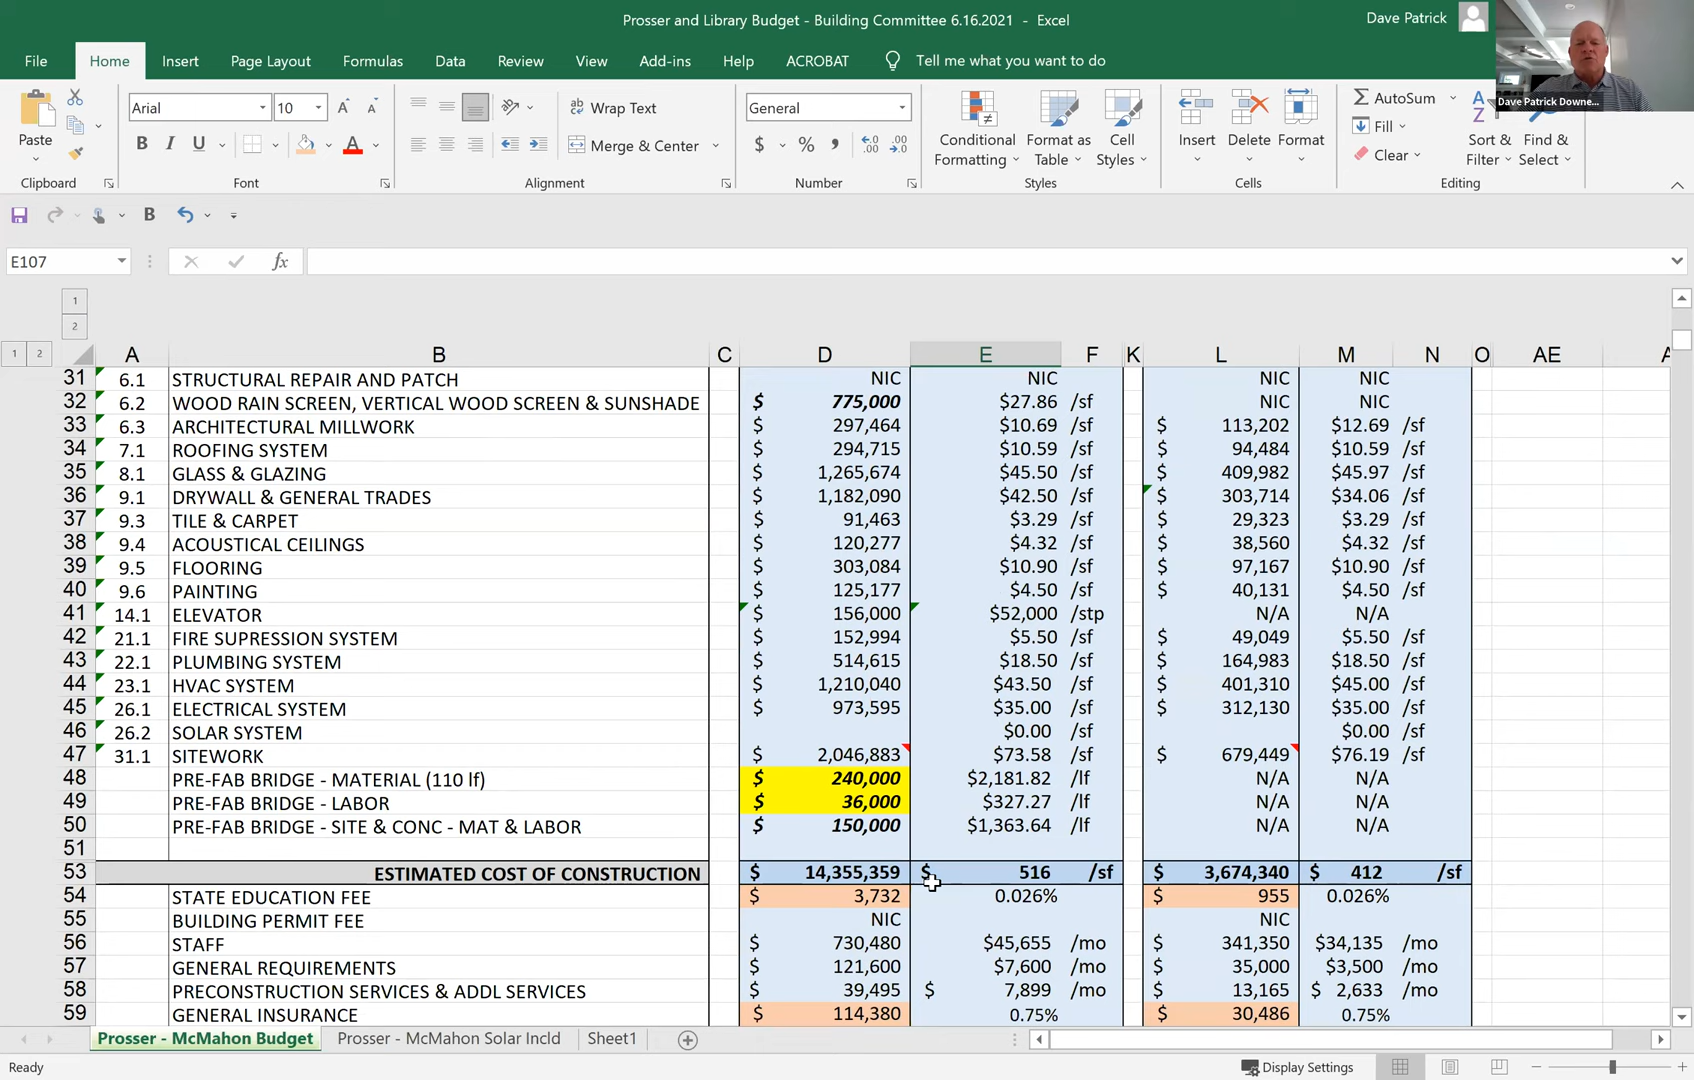 Prosser and Library Budget - Building Committee 6.16.2021 - Excel
Dave Patrick
File Home Insert Page Layout Formulas Data Review View Add-ins Help ACROBAT Tell me what you want to do
Dave Patrick Downe...
Paste
Arial 10
Wrap Text
General
Conditional Formatting
Format as Table
Cell Styles
Insert Delete Format
AutoSum
Fill
Clear
Sort & Filter
Find & Select
B I U
Merge & Center
$ % ,
Clipboard Font Alignment Number Styles Cells Editing
B
E107 fx
1
2
1 2 A B C D E F K L M N O AE A
31 6.1 STRUCTURAL REPAIR AND PATCH NIC NIC NIC NIC
32 6.2 WOOD RAIN SCREEN, VERTICAL WOOD SCREEN & SUNSHADE $ 775,000 $27.86 /sf NIC NIC
33 6.3 ARCHITECTURAL MILLWORK $ 297,464 $10.69 /sf $ 113,202 $12.69 /sf
34 7.1 ROOFING SYSTEM $ 294,715 $10.59 /sf $ 94,484 $10.59 /sf
35 8.1 GLASS & GLAZING $ 1,265,674 $45.50 /sf $ 409,982 $45.97 /sf
36 9.1 DRYWALL & GENERAL TRADES $ 1,182,090 $42.50 /sf $ 303,714 $34.06 /sf
37 9.3 TILE & CARPET $ 91,463 $3.29 /sf $ 29,323 $3.29 /sf
38 9.4 ACOUSTICAL CEILINGS $ 120,277 $4.32 /sf $ 38,560 $4.32 /sf
39 9.5 FLOORING $ 303,084 $10.90 /sf $ 97,167 $10.90 /sf
40 9.6 PAINTING $ 125,177 $4.50 /sf $ 40,131 $4.50 /sf
41 14.1 ELEVATOR $ 156,000 $52,000 /stp N/A N/A
42 21.1 FIRE SUPRESSION SYSTEM $ 152,994 $5.50 /sf $ 49,049 $5.50 /sf
43 22.1 PLUMBING SYSTEM $ 514,615 $18.50 /sf $ 164,983 $18.50 /sf
44 23.1 HVAC SYSTEM $ 1,210,040 $43.50 /sf $ 401,310 $45.00 /sf
45 26.1 ELECTRICAL SYSTEM $ 973,595 $35.00 /sf $ 312,130 $35.00 /sf
46 26.2 SOLAR SYSTEM $0.00 /sf $0.00 /sf
47 31.1 SITEWORK $ 2,046,883 $73.58 /sf $ 679,449 $76.19 /sf
48 PRE-FAB BRIDGE - MATERIAL (110 lf) $ 240,000 $2,181.82 /lf N/A N/A
49 PRE-FAB BRIDGE - LABOR $ 36,000 $327.27 /lf N/A N/A
50 PRE-FAB BRIDGE - SITE & CONC - MAT & LABOR $ 150,000 $1,363.64 /lf N/A N/A
51
53 ESTIMATED COST OF CONSTRUCTION $ 14,355,359 $ 516 /sf $ 3,674,340 $ 412 /sf
54 STATE EDUCATION FEE $ 3,732 0.026% $ 955 0.026%
55 BUILDING PERMIT FEE NIC NIC
56 STAFF $ 730,480 $45,655 /mo $ 341,350 $34,135 /mo
57 GENERAL REQUIREMENTS $ 121,600 $7,600 /mo $ 35,000 $3,500 /mo
58 PRECONSTRUCTION SERVICES & ADDL SERVICES $ 39,495 $ 7,899 /mo $ 13,165 $ 2,633 /mo
59 GENERAL INSURANCE $ 114,380 0.75% $ 30,486 0.75%
Prosser - McMahon Budget Prosser - McMahon Solar Incld Sheet1
Ready Display Settings